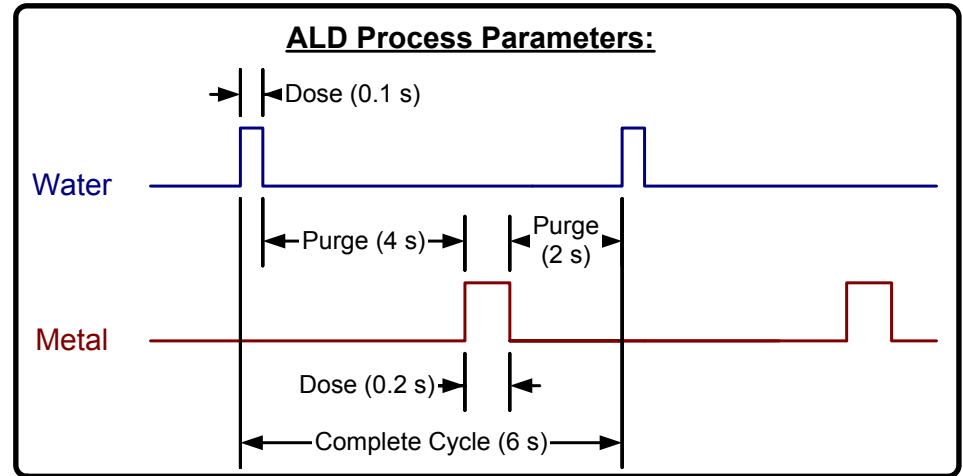 ALD Process Parameters:
Dose (0.1 s)
Water
Purge (4 s)
Purge
(2 s)
Metal
Dose (0.2 s)
Complete Cycle (6 s)